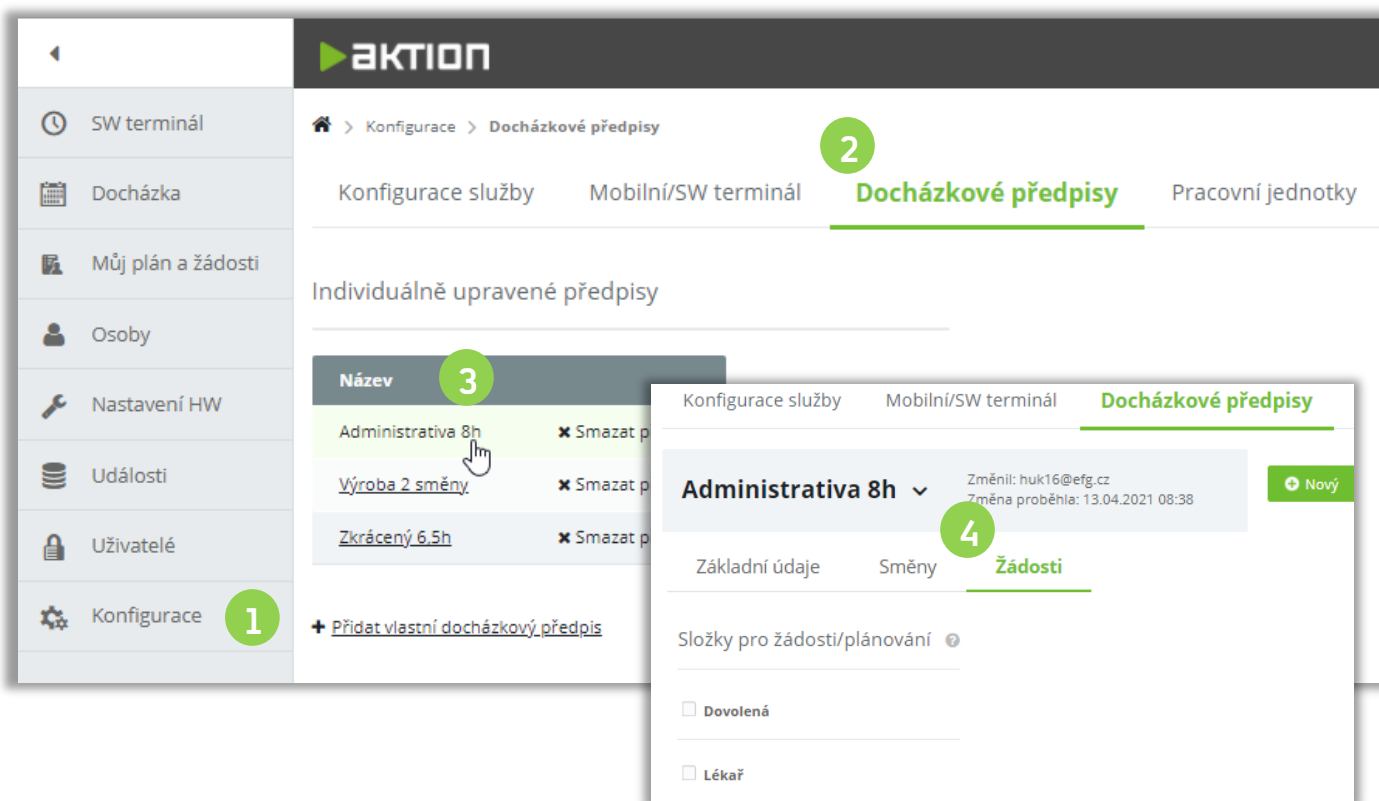 aktion
SW terminál
Docházka
Můj plán a žádosti
Osoby
Nastavení HW
Události
Uživatelé
Konfigurace
1
> Konfigurace > Docházkové předpisy
2
Konfigurace služby Mobilní/SW terminál Docházkové předpisy Pracovní jednotky
Individuálně upravené předpisy
Název
3
Administrativa 8h Smazat p
Výroba 2 směny Smazat p
Zkrácený 6,5h Smazat p
+ Přidat vlastní docházkový předpis
Konfigurace služby Mobilní/SW terminál Docházkové předpisy
Administrativa 8h
Změnil: huk16@efg.cz
Změna proběhla: 13.04.2021 08:38
Nový
4
Základní údaje Směny Žádosti
Složky pro žádosti/plánování ?
Dovolená
Lékař